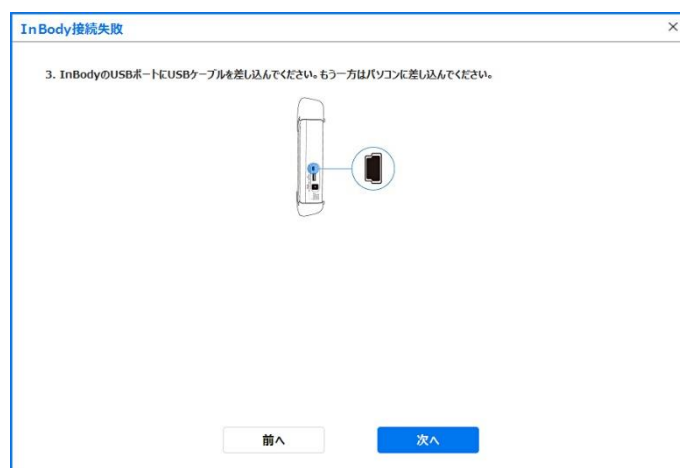 InBody接続失敗
3. InBodyのUSBポートにUSBケーブルを差し込んでください。もう一方はパソコンに差し込んでください。
前へ
次へ